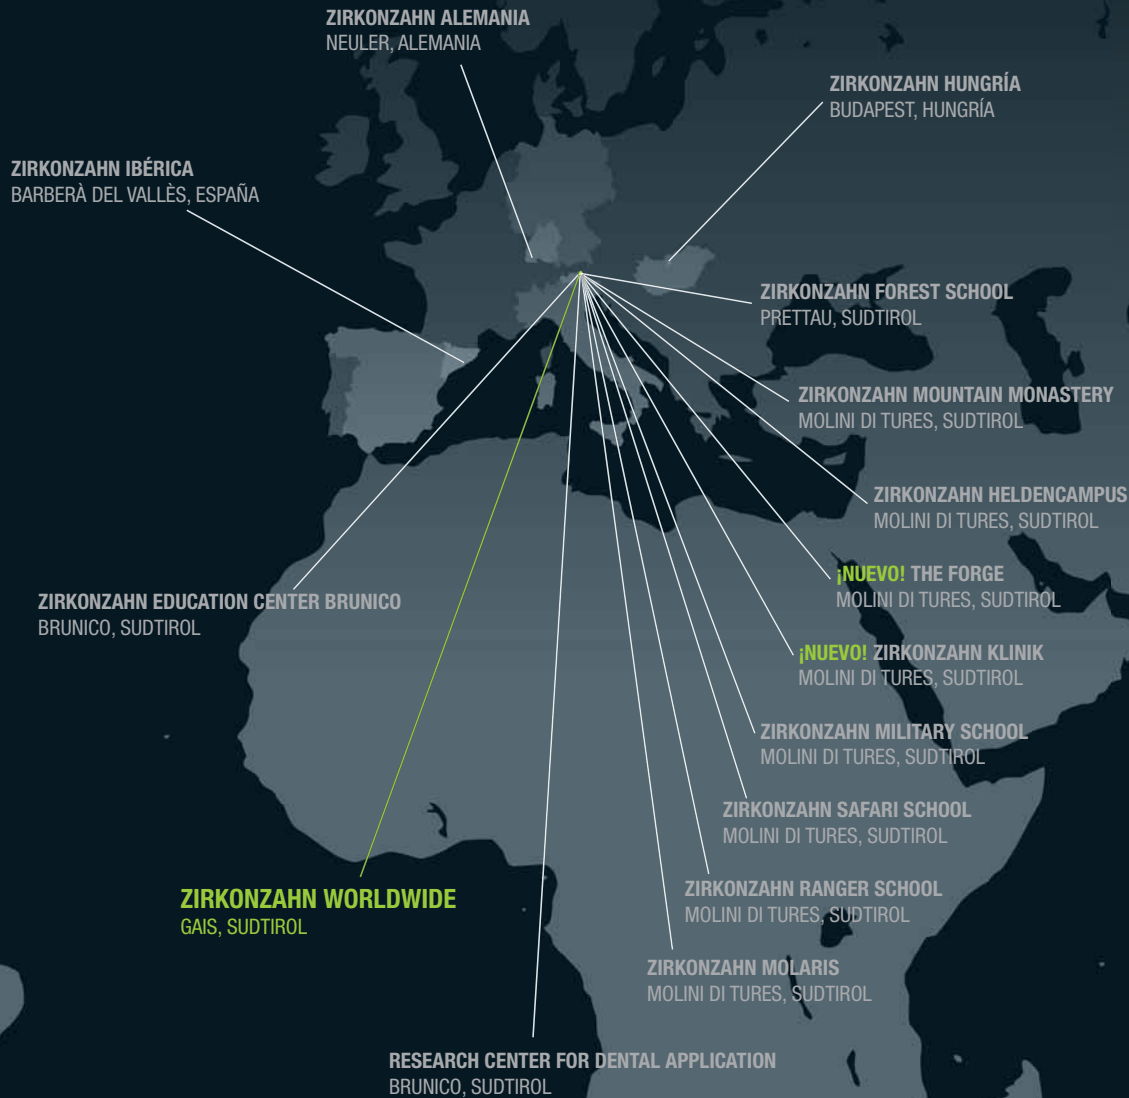 ZIRKONZAHN ALEMANIA
NEULER, ALEMANIA
ZIRKONZAHN HUNGRÍA
BUDAPEST, HUNGRÍA
ZIRKONZAHN IBÉRICA
BARBERÀ DEL VALLÈS, ESPAÑA
ZIRKONZAHN FOREST SCHOOL
PRETTAU, SUDTIROL
ZIRKONZAHN MOUNTAIN MONASTERY
MOLINI DI TURES, SUDTIROL
ZIRKONZAHN HELDENCAMPUS
MOLINI DI TURES, SUDTIROL
¡NUEVO! THE FORGE
MOLINI DI TURES, SUDTIROL
ZIRKONZAHN EDUCATION CENTER BRUNICO
BRUNICO, SUDTIROL
¡NUEVO! ZIRKONZAHN KLINIK
MOLINI DI TURES, SUDTIROL
ZIRKONZAHN MILITARY SCHOOL
MOLINI DI TURES, SUDTIROL
ZIRKONZAHN SAFARI SCHOOL
MOLINI DI TURES, SUDTIROL
ZIRKONZAHN RANGER SCHOOL
MOLINI DI TURES, SUDTIROL
ZIRKONZAHN WORLDWIDE
GAIS, SUDTIROL
ZIRKONZAHN MOLARIS
MOLINI DI TURES, SUDTIROL
RESEARCH CENTER FOR DENTAL APPLICATION
BRUNICO, SUDTIROL